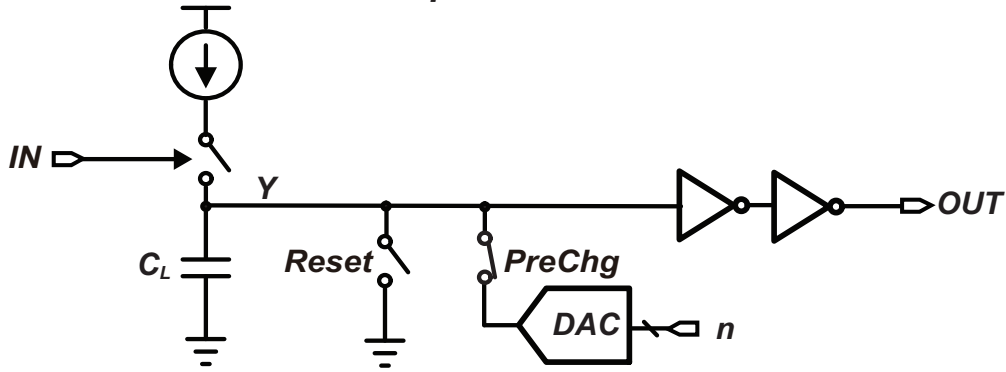 IN
Y
OUT
CL
Reset
PreChg
DAC
n